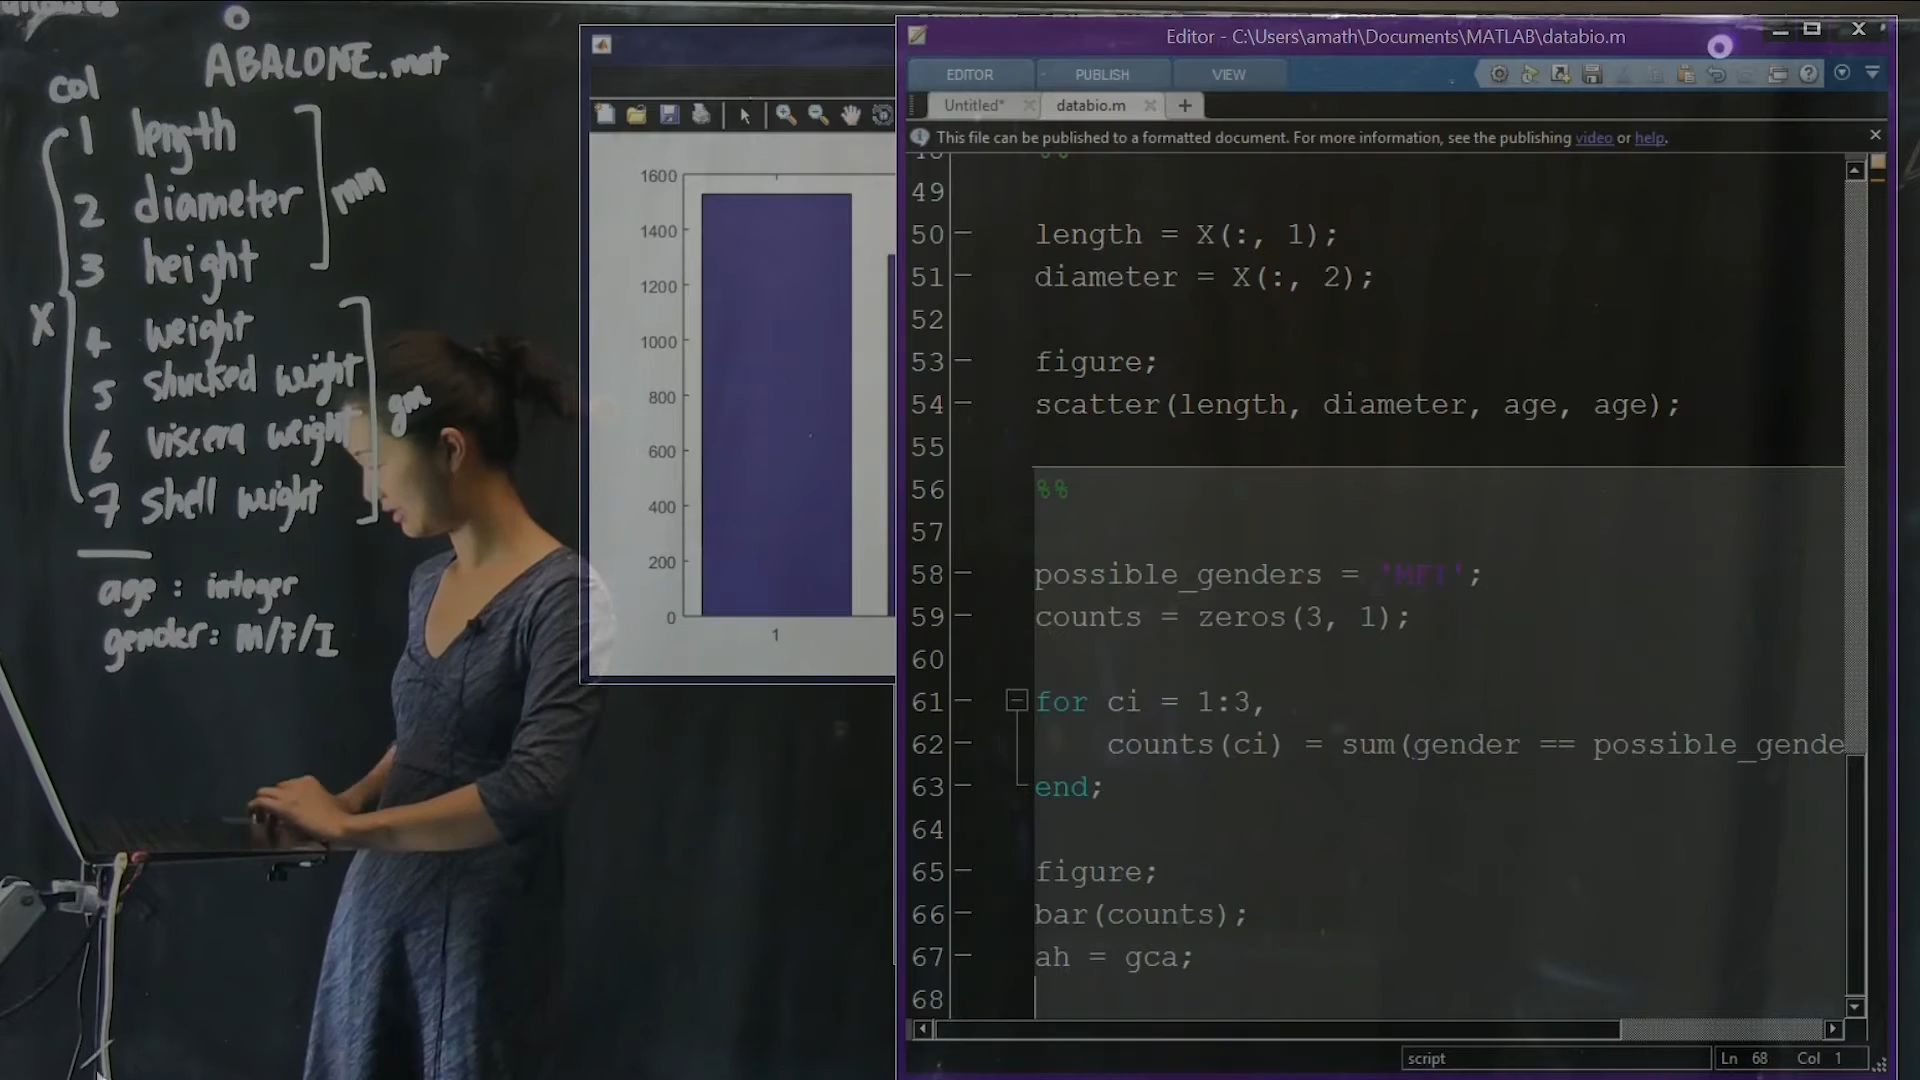 ABALONE.mat
col
1 length
2 diameter
3 height
mm
X
4 weight
5 shucked weight
6 viscera weight
7 shell weight
gm
age : integer
gender: M/F/I
1600
1400
1200
1000
800
600
400
200
0
1
Editor - C:\Users\amath\Documents\MATLAB\databio.m
EDITOR PUBLISH VIEW
Untitled* databio.m
This file can be published to a formatted document. For more information, see the publishing video or help.
49
50 length = X(:, 1);
51 diameter = X(:, 2);
52
53 figure;
54 scatter(length, diameter, age, age);
55
56 %%
57
58 possible_genders = 'MFI';
59 counts = zeros(3, 1);
60
61 for ci = 1:3,
62 counts(ci) = sum(gender == possible_gende
63 end;
64
65 figure;
66 bar(counts);
67 ah = gca;
68
script Ln 68 Col 1